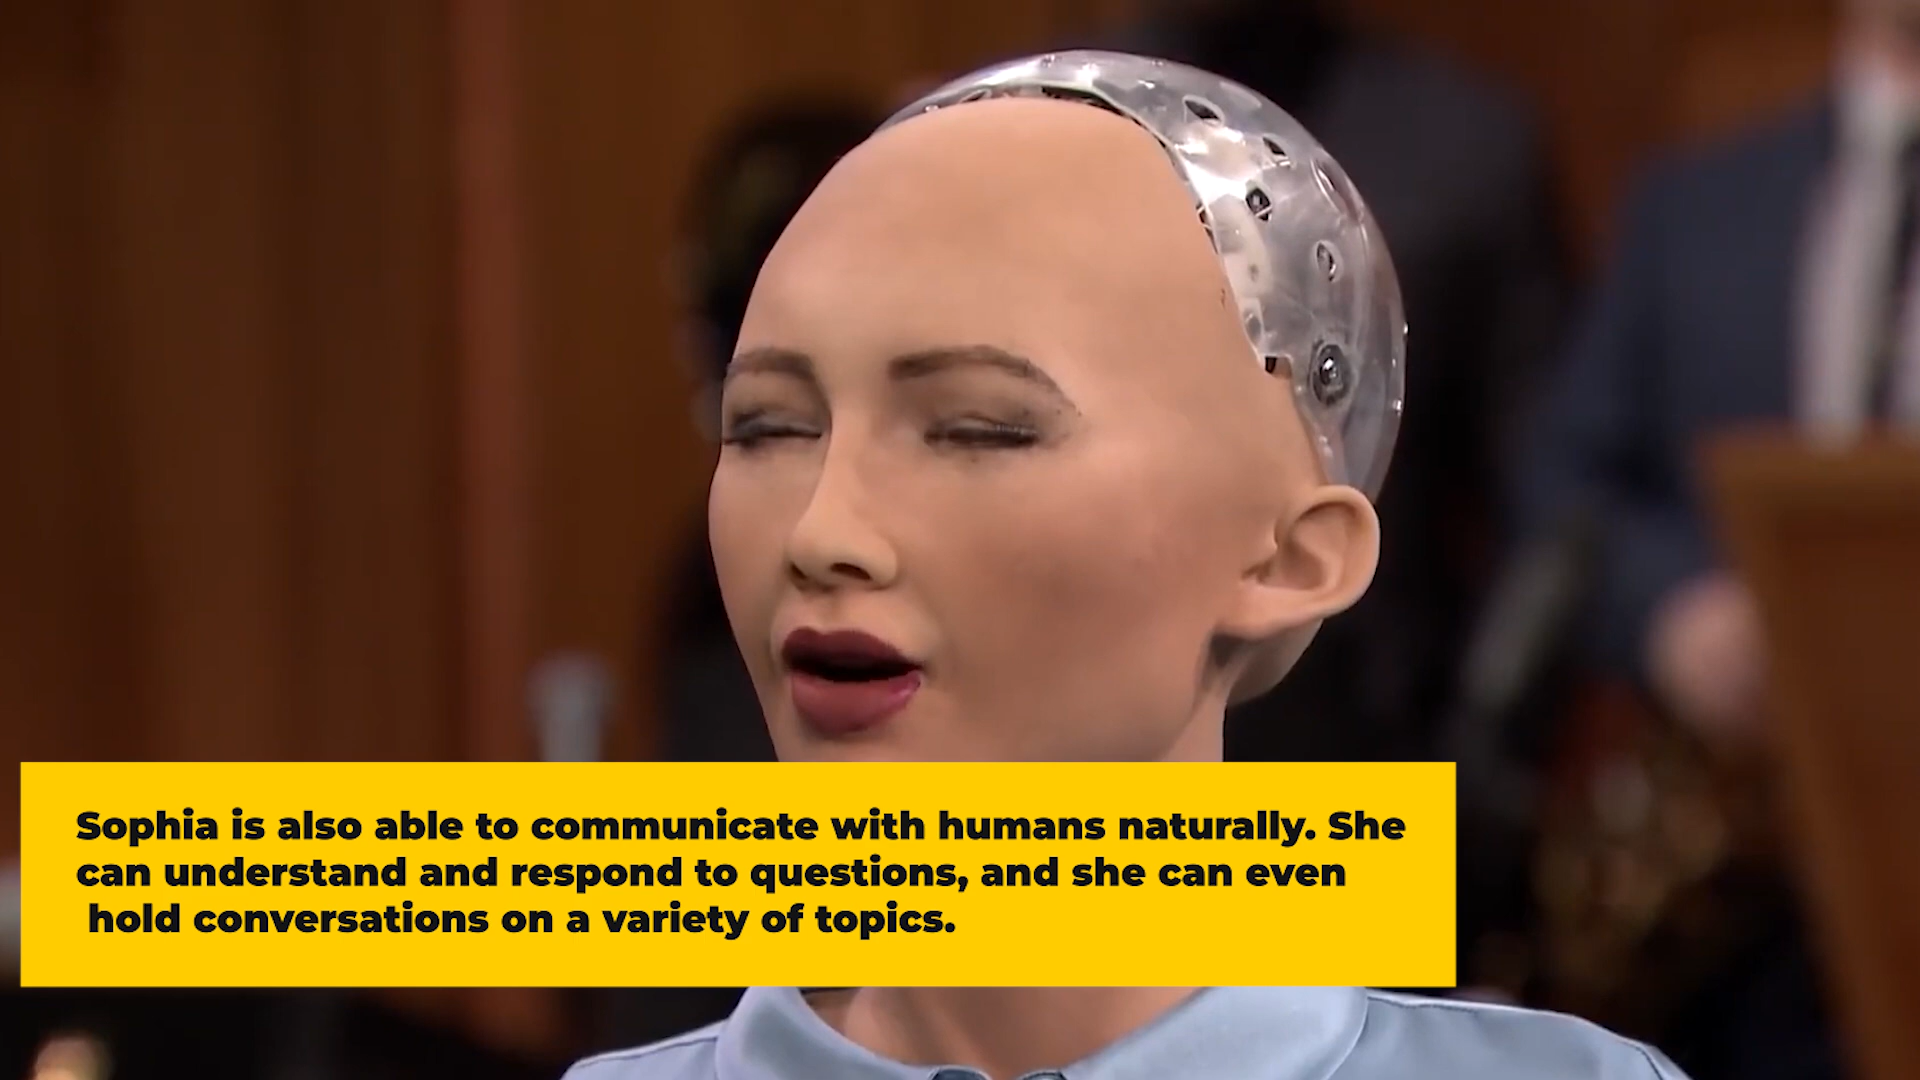 Sophia is also able to communicate with humans naturally. She
can understand and respond to questions, and she can even
hold conversations on a variety of topics.